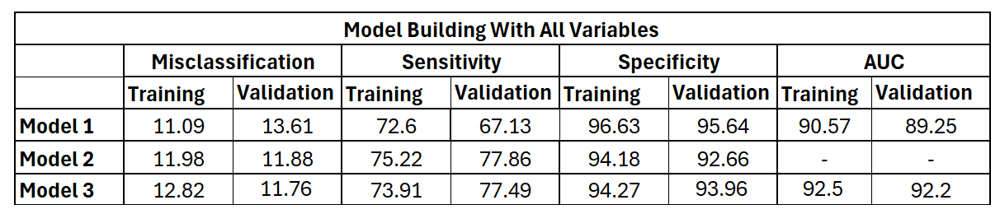 Model Building With All Variables
Misclassification Sensitivity Specificity AUC
Training Validation Training Validation Training Validation Training Validation
Model 1 11.09 13.61 72.6 67.13 96.63 95.64 90.57 89.25
Model 2 11.98 11.88 75.22 77.86 94.18 92.66 - -
Model 3 12.82 11.76 73.91 77.49 94.27 93.96 92.5 92.2